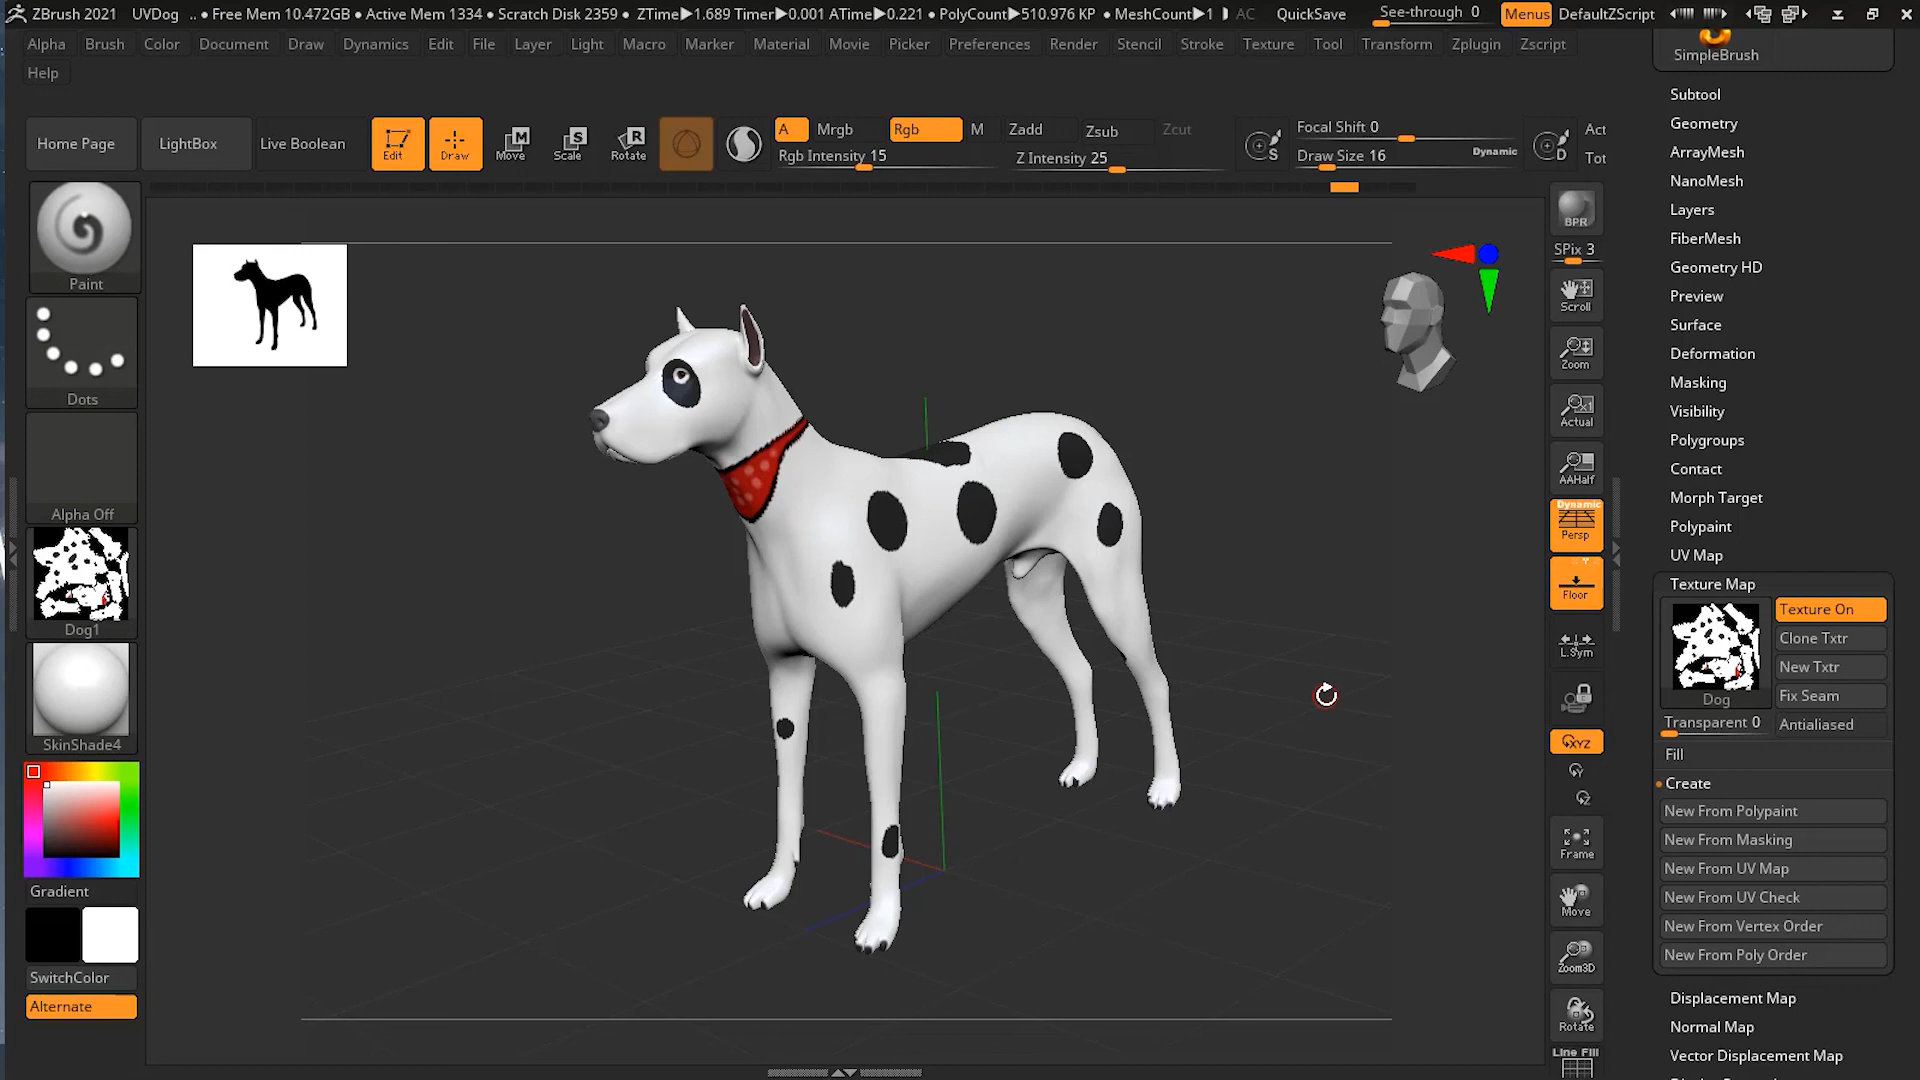 ZBrush 2021 UVDog .. • Free Mem 10.472GB • Active Mem 1334 • Scratch Disk 2359 • ZTime▶1.689 Timer▶0.001 ATime▶0.221 • PolyCount▶510.976 KP • MeshCount▶1 AC QuickSave See-through 0 Menus DefaultZScript
Alpha Brush Color Document Draw Dynamics Edit File Layer Light Macro Marker Material Movie Picker Preferences Render Stencil Stroke Texture Tool Transform Zplugin Zscript
Help
Home Page LightBox Live Boolean Edit Draw Move Scale Rotate
M S R
A Mrgb Rgb M Zadd Zsub Zcut
Rgb Intensity 15 Z Intensity 25
S Focal Shift 0
Draw Size 16 Dynamic
D Act
Tot
Paint
Dots
Alpha Off
Dog1
SkinShade4
Gradient
SwitchColor
Alternate
BPR
SPix 3
Scroll
Zoom
Actual
AAHalf
Dynamic
Persp
Floor
L.Sym
XYZ
Y
Z
Frame
Move
Zoom3D
Rotate
Line Fill
SimpleBrush
Subtool
Geometry
ArrayMesh
NanoMesh
Layers
FiberMesh
Geometry HD
Preview
Surface
Deformation
Masking
Visibility
Polygroups
Contact
Morph Target
Polypaint
UV Map
Texture Map
Texture On
Clone Txtr
New Txtr
Dog Fix Seam
Transparent 0 Antialiased
Fill
Create
New From Polypaint
New From Masking
New From UV Map
New From UV Check
New From Vertex Order
New From Poly Order
Displacement Map
Normal Map
Vector Displacement Map